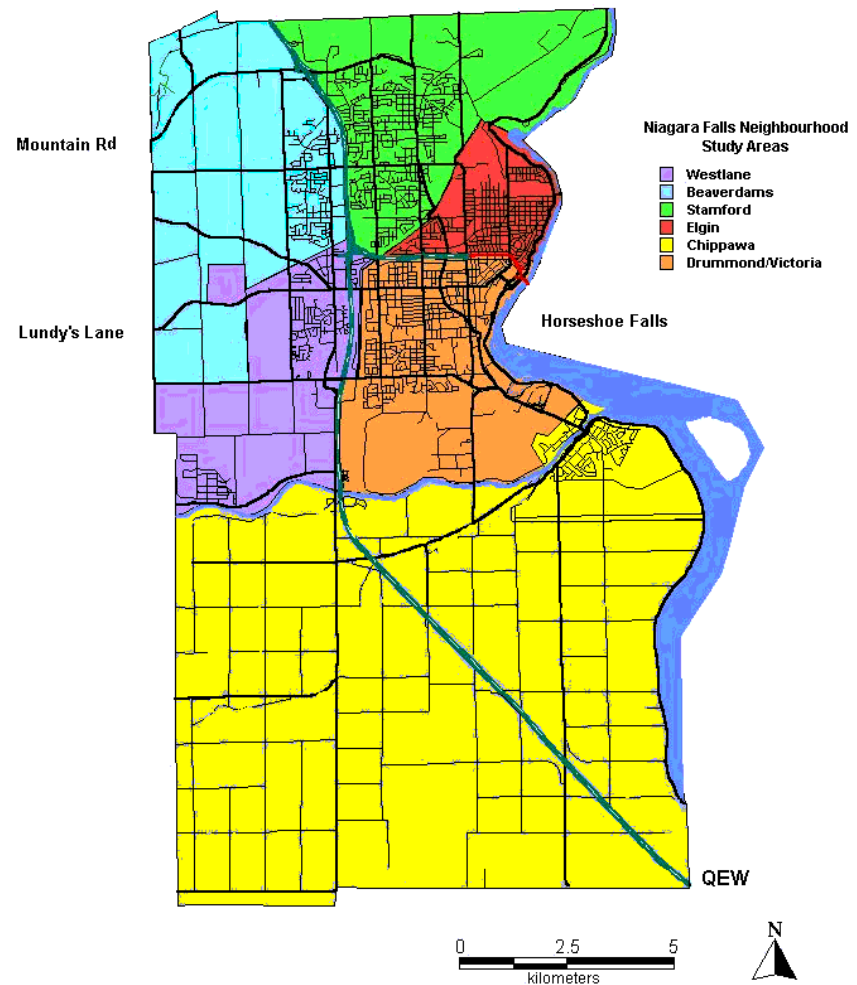 Mountain Rd
Niagara Falls Neighbourhood
Study Areas
Westlane
Beaverdams
Stamford
Elgin
Chippawa
Drummond/Victoria
Lundy's Lane
Horseshoe Falls
QEW
N
0 2.5 5
kilometers